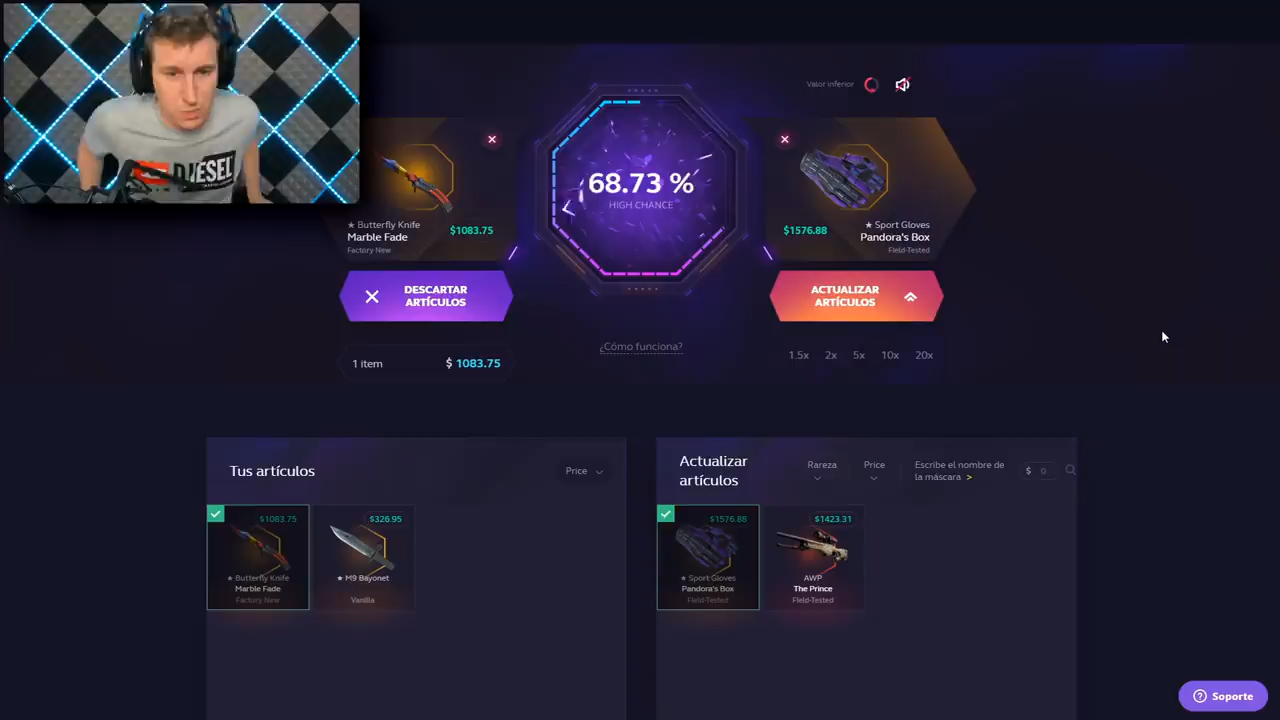 DIESEL
Valor inferior
★ Butterfly Knife
Marble Fade
$1083.75
Factory New
68.73 %
HIGH CHANCE
$1576.88
★ Sport Gloves
Pandora's Box
Field-Tested
DESCARTAR
ARTÍCULOS
ACTUALIZAR
ARTÍCULOS
¿Cómo funciona?
1 item
$ 1083.75
1.5x 2x 5x 10x 20x
Tus artículos
Price
Actualizar
artículos
Rareza
Price
Escribe el nombre de
la máscara >
$ 0
$1083.75
★ Butterfly Knife
Marble Fade
Factory New
$326.95
★ M9 Bayonet
Vanilla
$1576.88
★ Sport Gloves
Pandora's Box
Field-Tested
$1423.31
AWP
The Prince
Field-Tested
Soporte